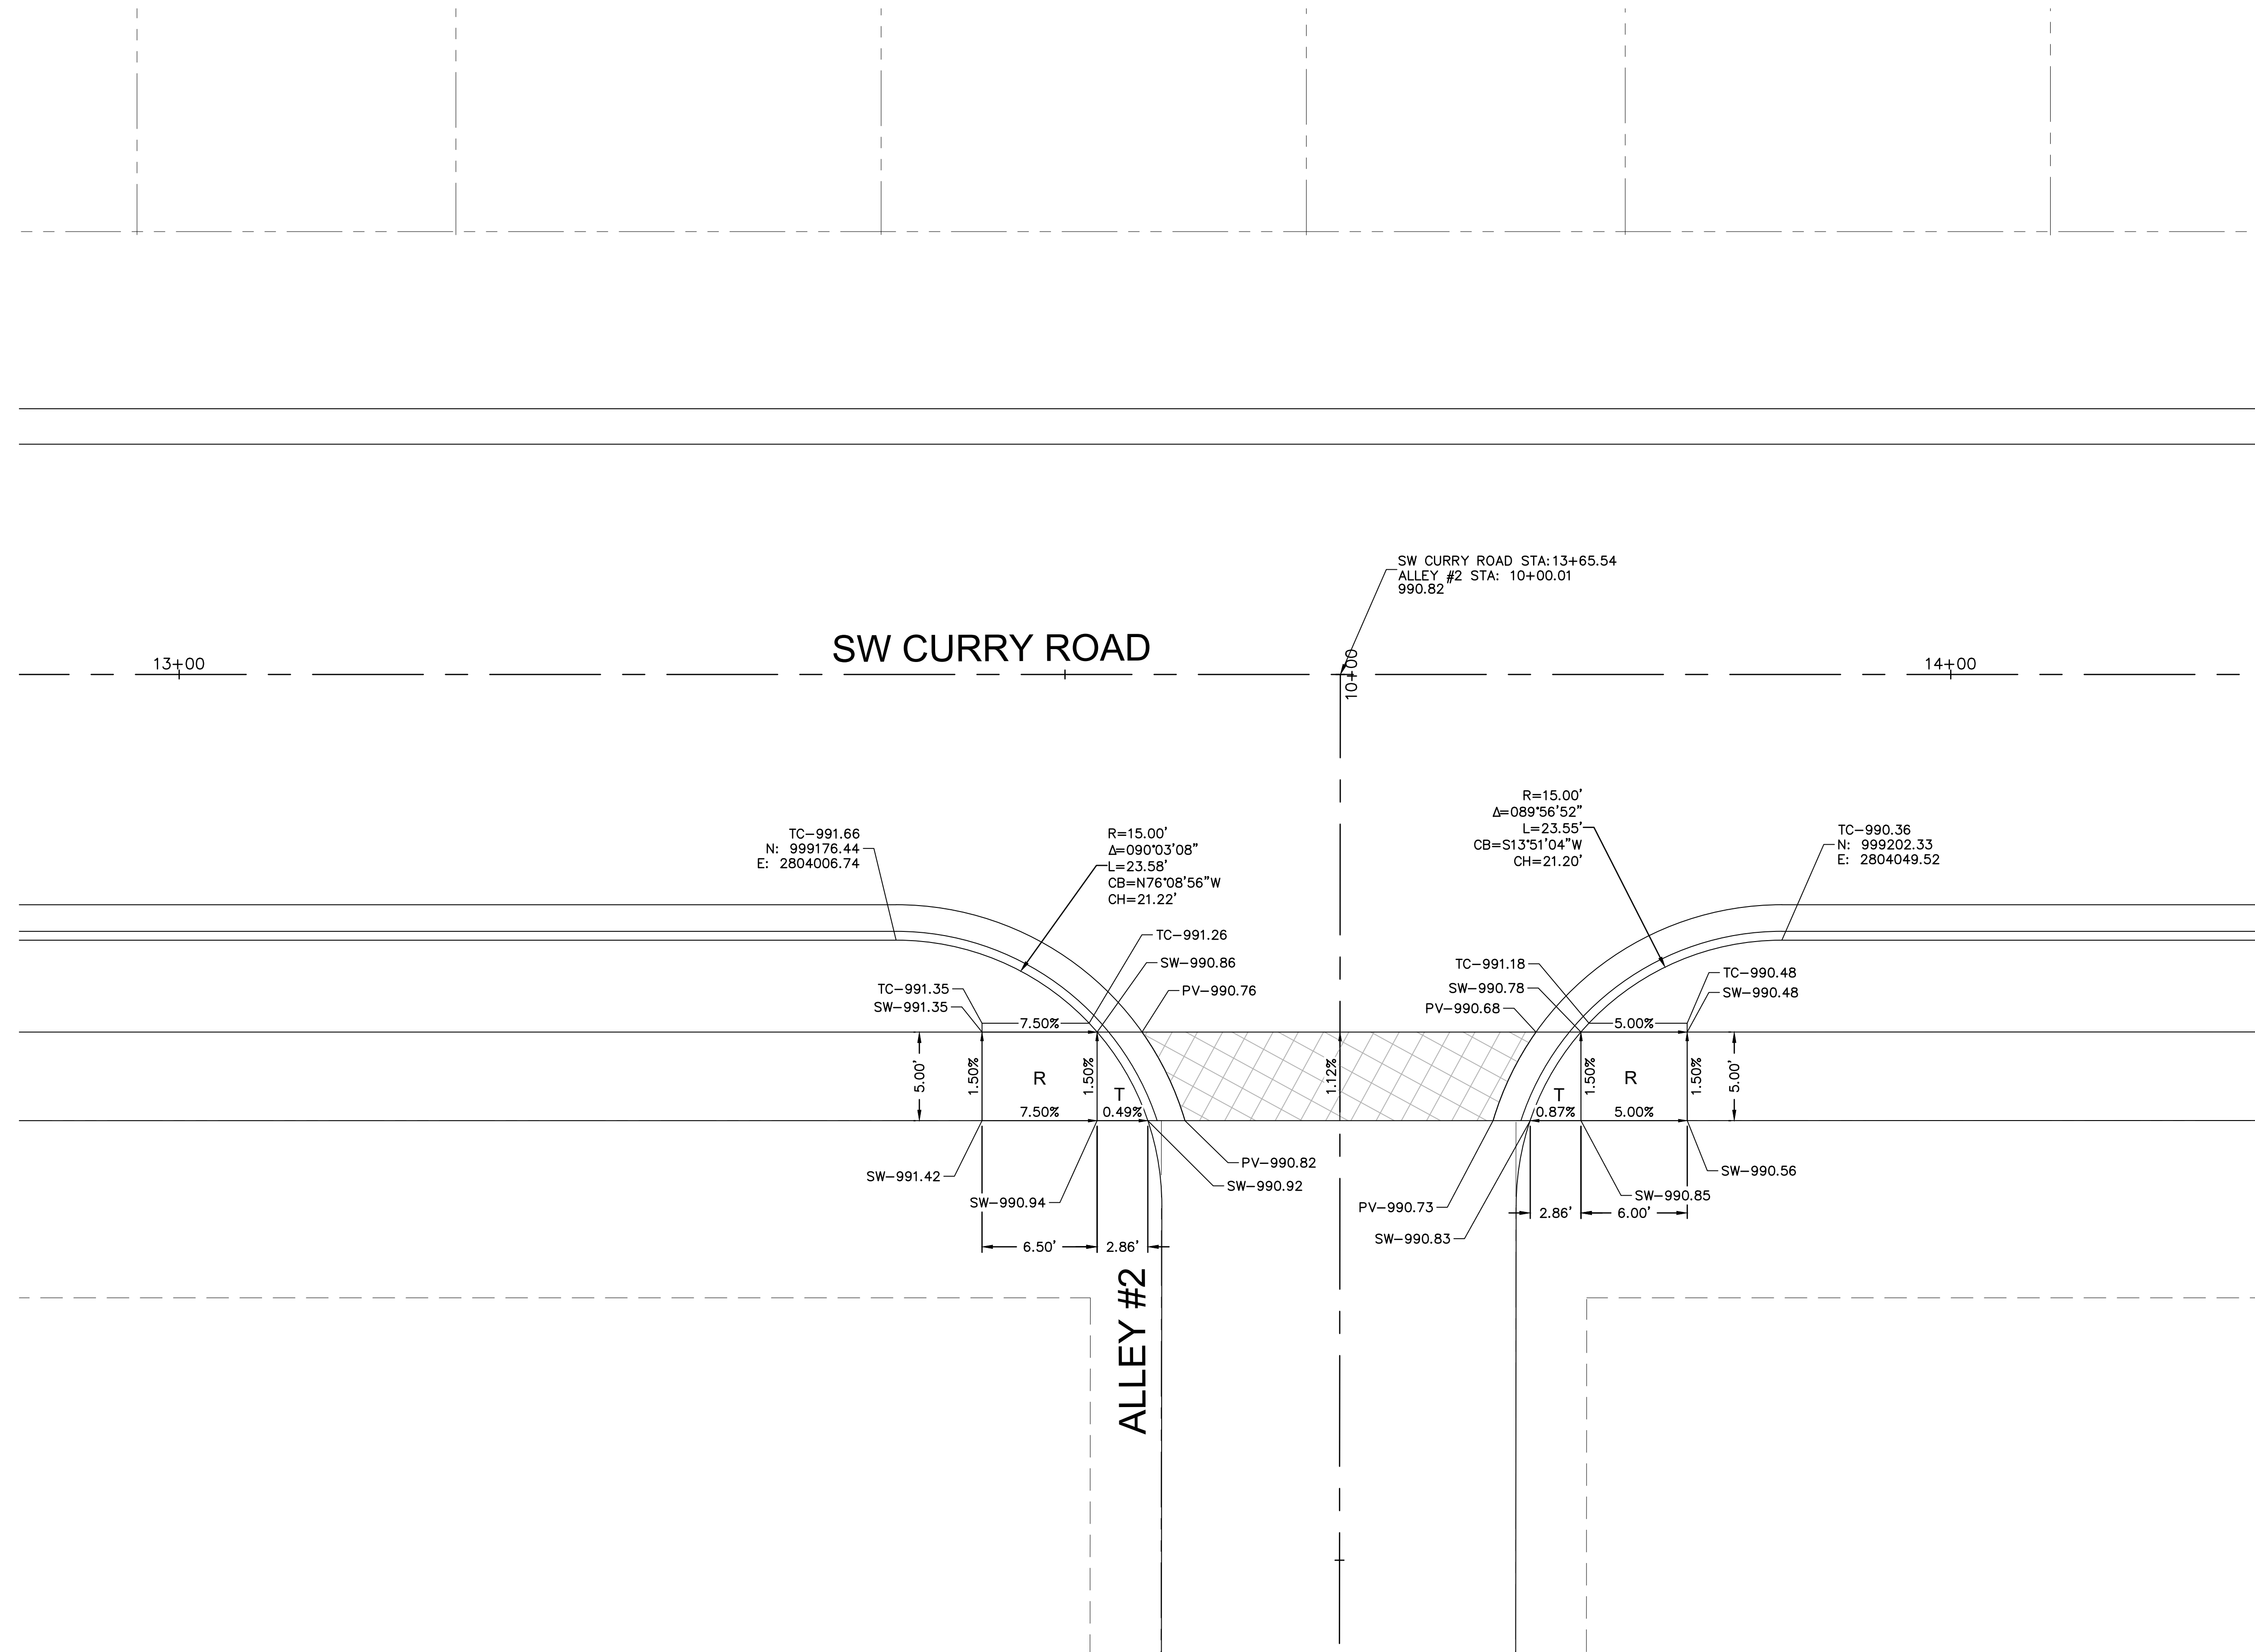 SW CURRY ROAD STA:13+65.54
ALLEY #2 STA: 10+00.01
990.82
SW CURRY ROAD
13+00
10+00
14+00
TC-991.66
N: 999176.44
E: 2804006.74
R=15.00'
Δ=090°03'08"
L=23.58'
CB=N76°08'56"W
CH=21.22'
R=15.00'
Δ=089°56'52"
L=23.55'
CB=S13°51'04"W
CH=21.20'
TC-990.36
N: 999202.33
E: 2804049.52
TC-991.26
SW-990.86
PV-990.76
TC-991.35
SW-991.35
TC-991.18
SW-990.78
PV-990.68
TC-990.48
SW-990.48
7.50%
5.00%
5.00'
1.50%
R
1.50%
T
7.50%
0.49%
1.12%
T
0.87%
1.50%
R
5.00%
1.50%
5.00'
SW-991.42
SW-990.94
PV-990.82
SW-990.92
PV-990.73
SW-990.83
SW-990.85
SW-990.56
2.86'
6.00'
6.50'
2.86'
ALLEY #2